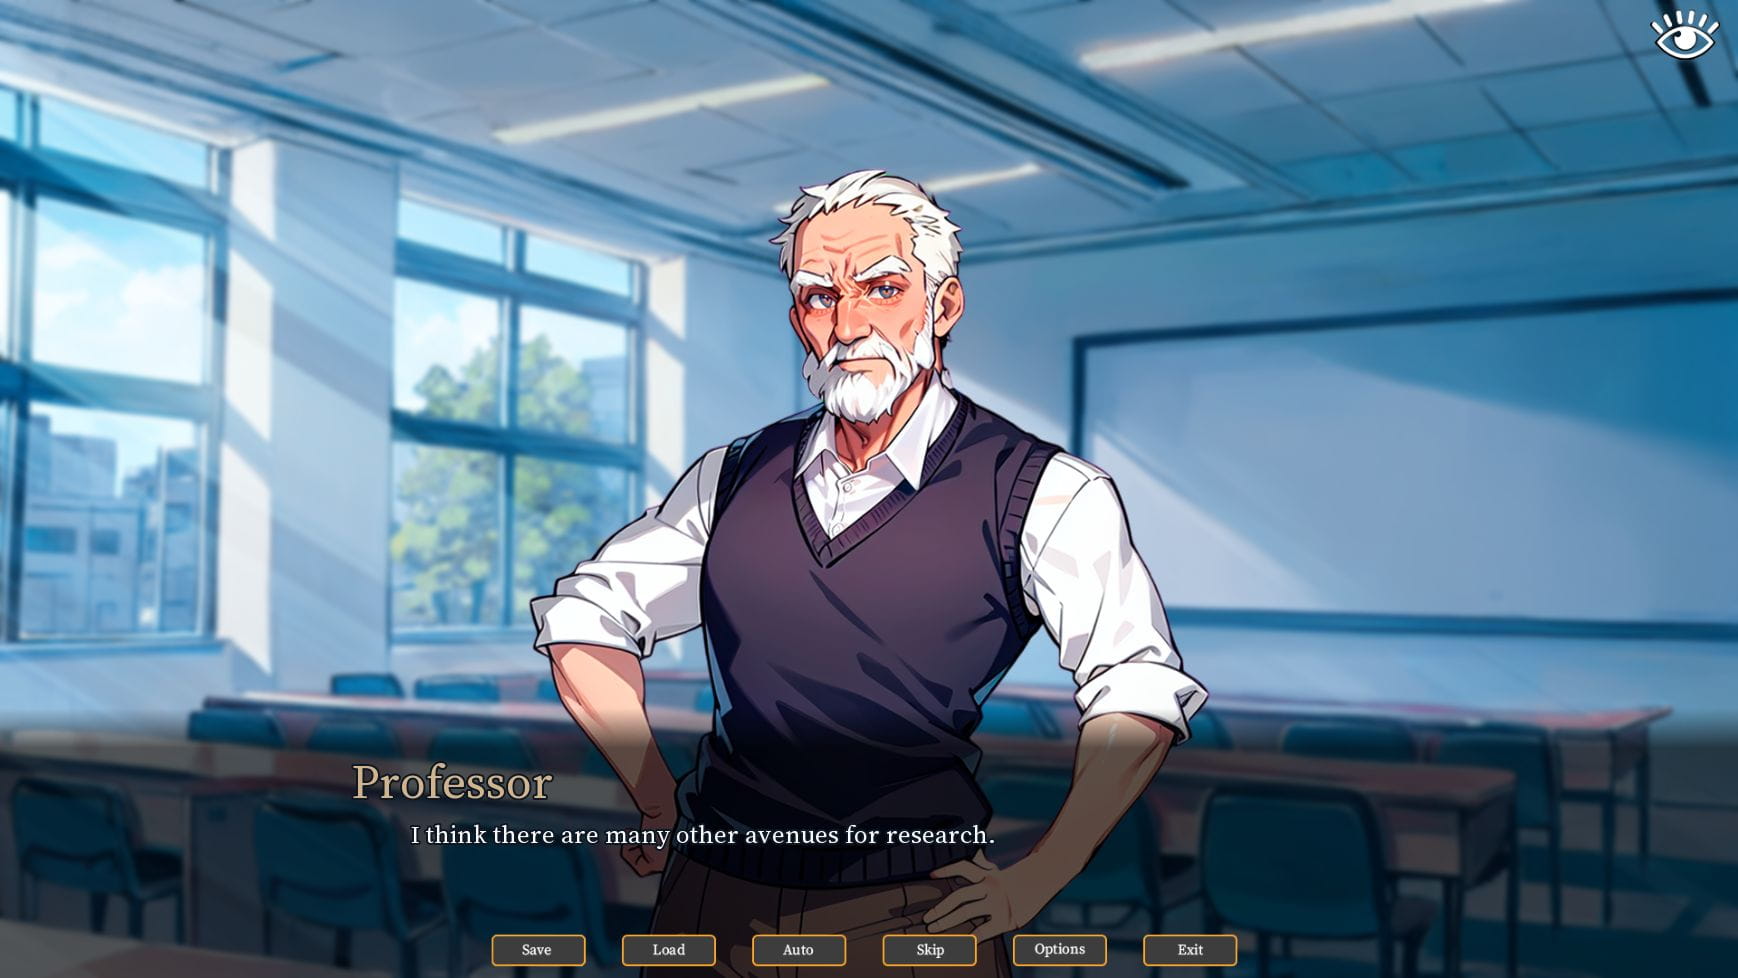 Professor
I think there are many other avenues for research.
Save
Load
Auto
Skip
Options
Exit